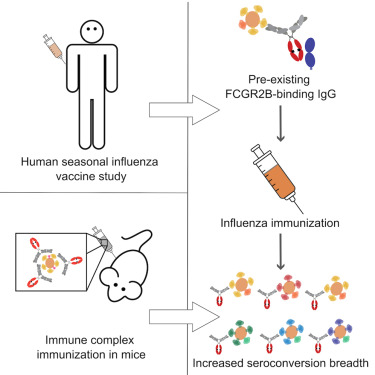 Human seasonal influenza
vaccine study
Immune complex
immunization in mice
Pre-existing
FCGR2B-binding IgG
Influenza immunization
Increased seroconversion breadth